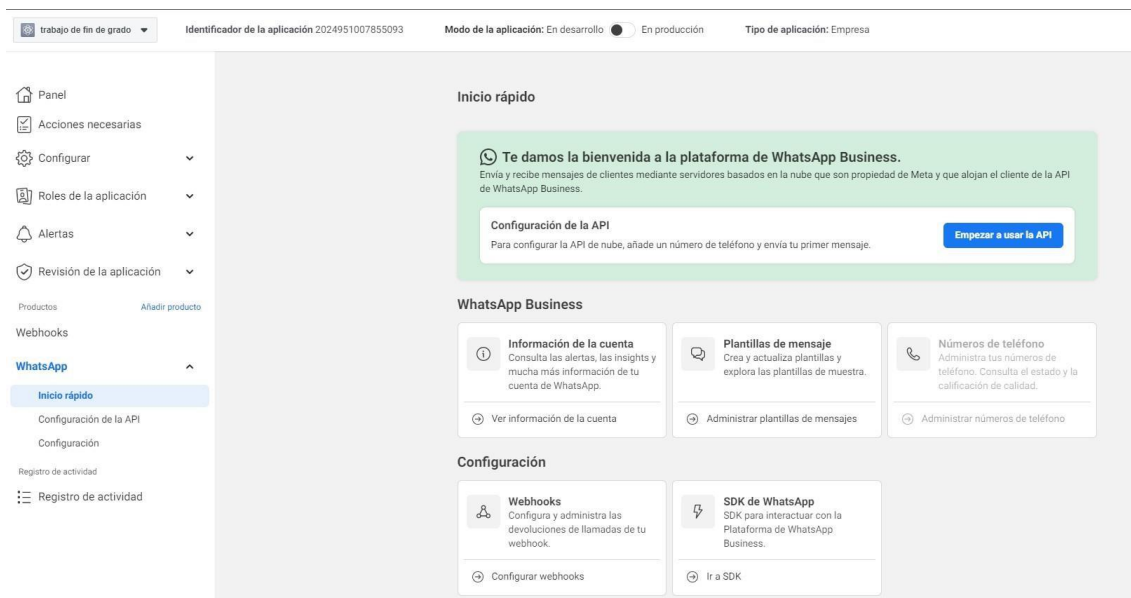 trabajo de fin de grado
Identificador de la aplicación 2024951007855093
Modo de la aplicación: En desarrollo
En producción
Tipo de aplicación: Empresa
Panel
Acciones necesarias
Configurar
Roles de la aplicación
Alertas
Revisión de la aplicación
Productos
Añadir producto
Webhooks
WhatsApp
Inicio rápido
Configuración de la API
Configuración
Registro de actividad
Registro de actividad
Inicio rápido
Te damos la bienvenida a la plataforma de WhatsApp Business.
Envía y recibe mensajes de clientes mediante servidores basados en la nube que son propiedad de Meta y que alojan el cliente de la API
de WhatsApp Business.
Configuración de la API
Para configurar la API de nube, añade un número de teléfono y envía tu primer mensaje.
Empezar a usar la API
WhatsApp Business
Información de la cuenta
Consulta las alertas, las insights y
mucha más información de tu
cuenta de WhatsApp.
Ver información de la cuenta
Plantillas de mensaje
Crea y actualiza plantillas y
explora las plantillas de muestra.
Administrar plantillas de mensajes
Números de teléfono
Administra tus números de
teléfono. Consulta el estado y la
calificación de calidad.
Administrar números de teléfono
Configuración
Webhooks
Configura y administra las
devoluciones de llamadas de tu
webhook.
Configurar webhooks
SDK de WhatsApp
SDK para interactuar con la
Plataforma de WhatsApp
Business.
Ir a SDK